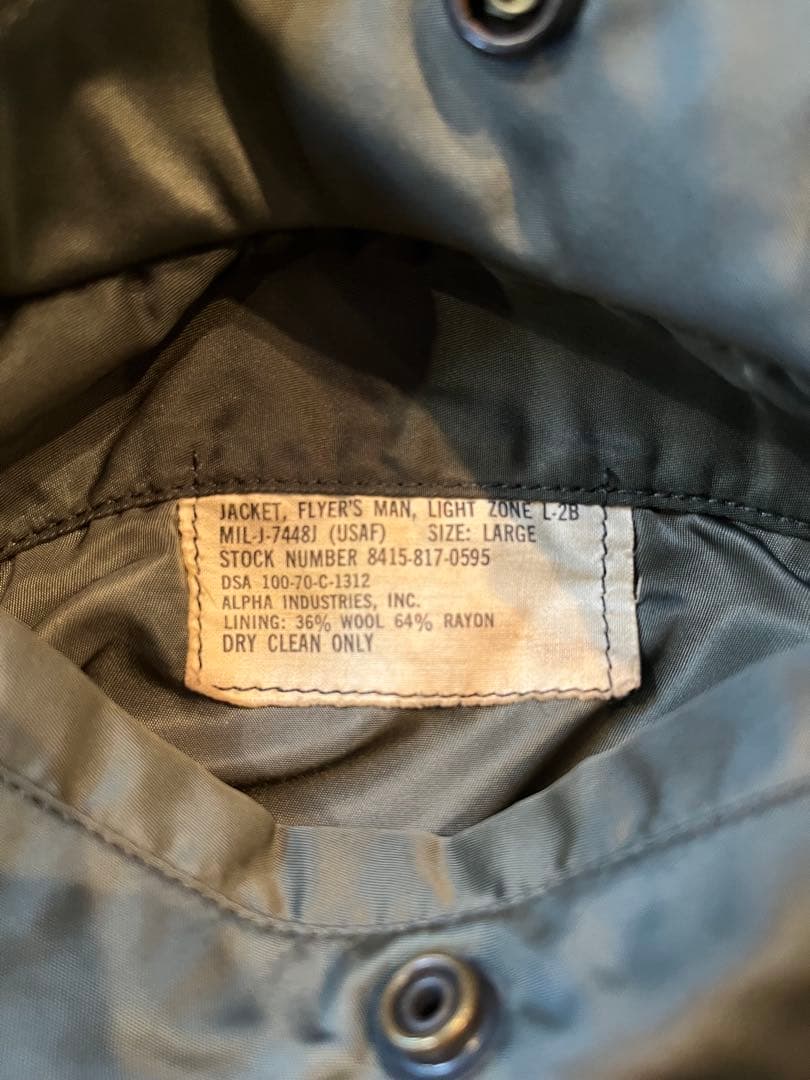 JACKET, FLYER'S MAN, LIGHT ZONE L-2B
MIL-J-7448J (USAF) SIZE: LARGE
STOCK NUMBER 8415-817-0595
DSA 100-70-C-1312
ALPHA INDUSTRIES, INC.
LINING: 36% WOOL 64% RAYON
DRY CLEAN ONLY